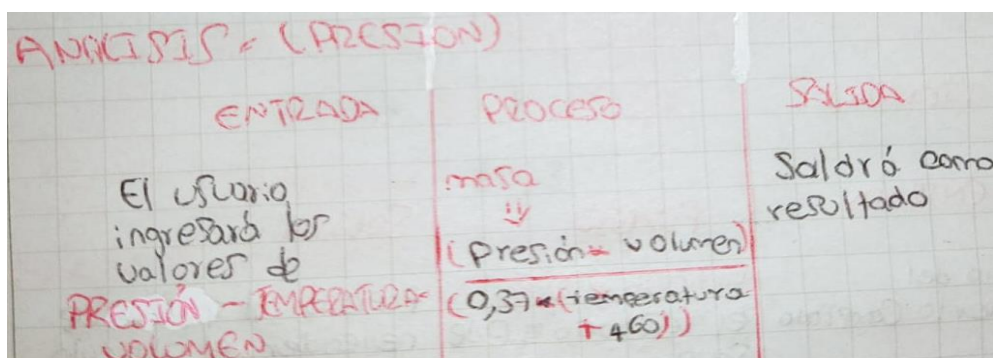 ANÁLISIS = (PRESION)
ENTRADA
El usuario
ingresará los
valores de
PRESIÓN - TEMPERATURA
VOLUMEN
PROCESO
masa
(presión * volumen)
(0,37 * (temperatura
+ 460))
SALIDA
Saldrá como
resultado